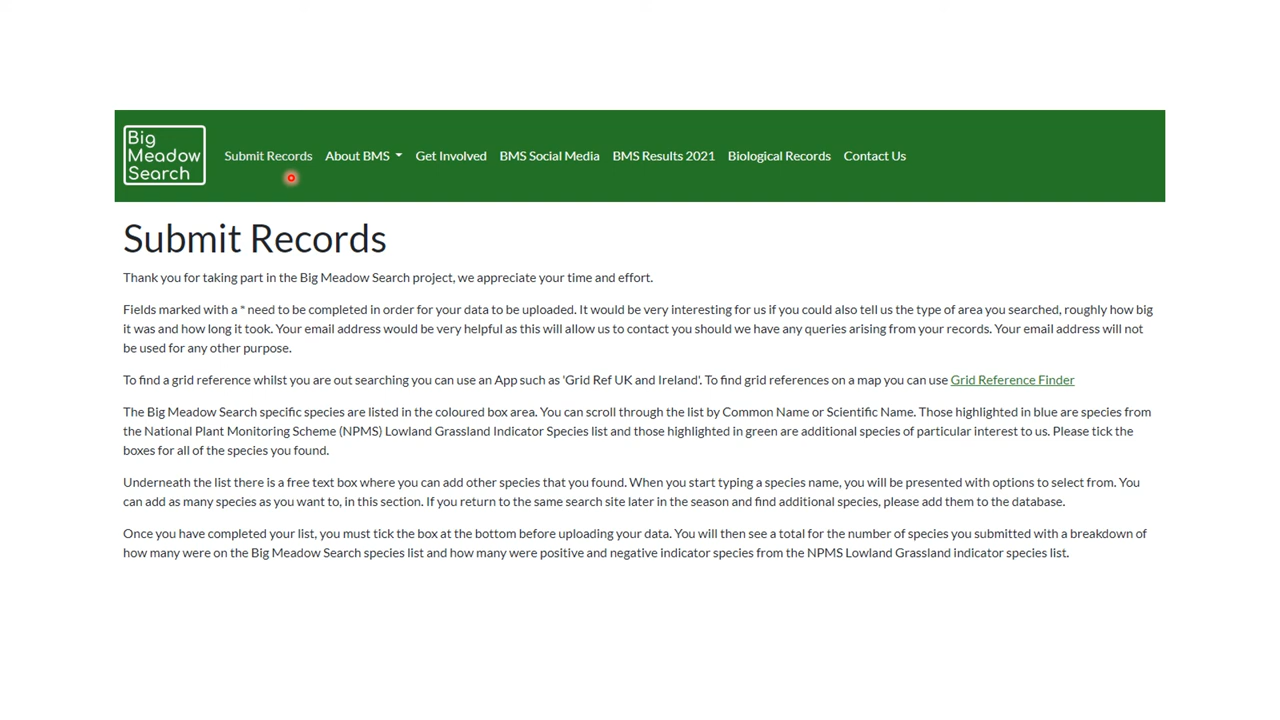 Big
Meadow
Search
Submit Records About BMS Get Involved BMS Social Media BMS Results 2021 Biological Records Contact Us
Submit Records
Thank you for taking part in the Big Meadow Search project, we appreciate your time and effort.
Fields marked with a * need to be completed in order for your data to be uploaded. It would be very interesting for us if you could also tell us the type of area you searched, roughly how big
it was and how long it took. Your email address would be very helpful as this will allow us to contact you should we have any queries arising from your records. Your email address will not
be used for any other purpose.
To find a grid reference whilst you are out searching you can use an App such as 'Grid Ref UK and Ireland'. To find grid references on a map you can use Grid Reference Finder
The Big Meadow Search specific species are listed in the coloured box area. You can scroll through the list by Common Name or Scientific Name. Those highlighted in blue are species from
the National Plant Monitoring Scheme (NPMS) Lowland Grassland Indicator Species list and those highlighted in green are additional species of particular interest to us. Please tick the
boxes for all of the species you found.
Underneath the list there is a free text box where you can add other species that you found. When you start typing a species name, you will be presented with options to select from. You
can add as many species as you want to, in this section. If you return to the same search site later in the season and find additional species, please add them to the database.
Once you have completed your list, you must tick the box at the bottom before uploading your data. You will then see a total for the number of species you submitted with a breakdown of
how many were on the Big Meadow Search species list and how many were positive and negative indicator species from the NPMS Lowland Grassland indicator species list.